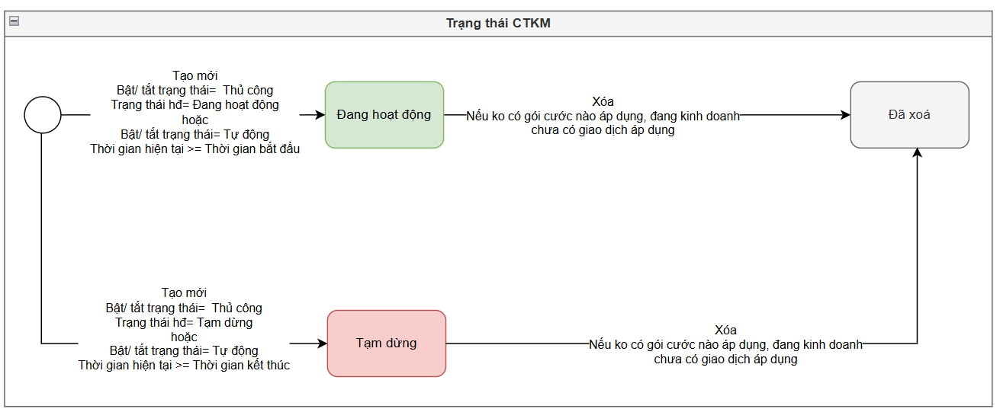 Trạng thái CTKM
Tạo mới
Bật/ tắt trạng thái= Thủ công
Trạng thái hđ= Đang hoạt động
hoặc
Bật/ tắt trạng thái= Tự động
Thời gian hiện tại >= Thời gian bắt đầu
Đang hoạt động
Xóa
Nếu ko có gói cước nào áp dụng, đang kinh doanh
chưa có giao dịch áp dụng
Đã xoá
Tạo mới
Bật/ tắt trạng thái= Thủ công
Trạng thái hđ= Tạm dừng
hoặc
Bật/ tắt trạng thái= Tự động
Thời gian hiện tại >= Thời gian kết thúc
Tạm dừng
Xóa
Nếu ko có gói cước nào áp dụng, đang kinh doanh
chưa có giao dịch áp dụng